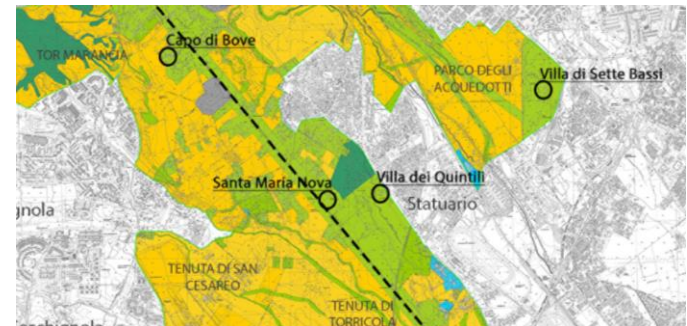 Capo di Bove
TOR MARANCIA
PARCO DEGLI
ACQUEDOTTI
Villa di Sette Bassi
Santa Maria Nova
Villa dei Quintili
Statuario
gnola
TENUTA DI SAN
CESAREO
TENUTA DI
TORRICOLA